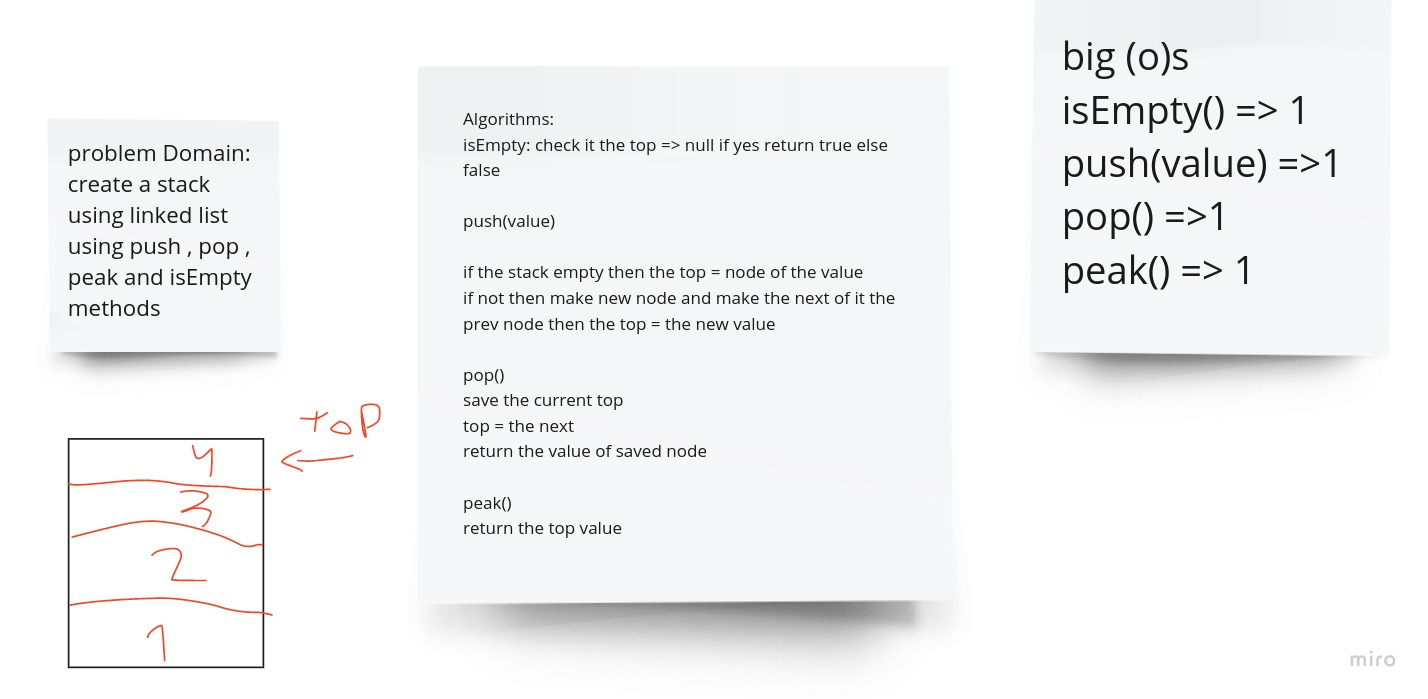 problem Domain:
create a stack
using linked list
using push , pop ,
peak and isEmpty
methods
Algorithms:
isEmpty: check it the top => null if yes return true else
false
push(value)
if the stack empty then the top = node of the value
if not then make new node and make the next of it the
prev node then the top = the new value
pop()
save the current top
top = the next
return the value of saved node
peak()
return the top value
big (o)s
isEmpty() => 1
push(value) =>1
pop() =>1
peak() => 1
toP
4
3
2
1
miro